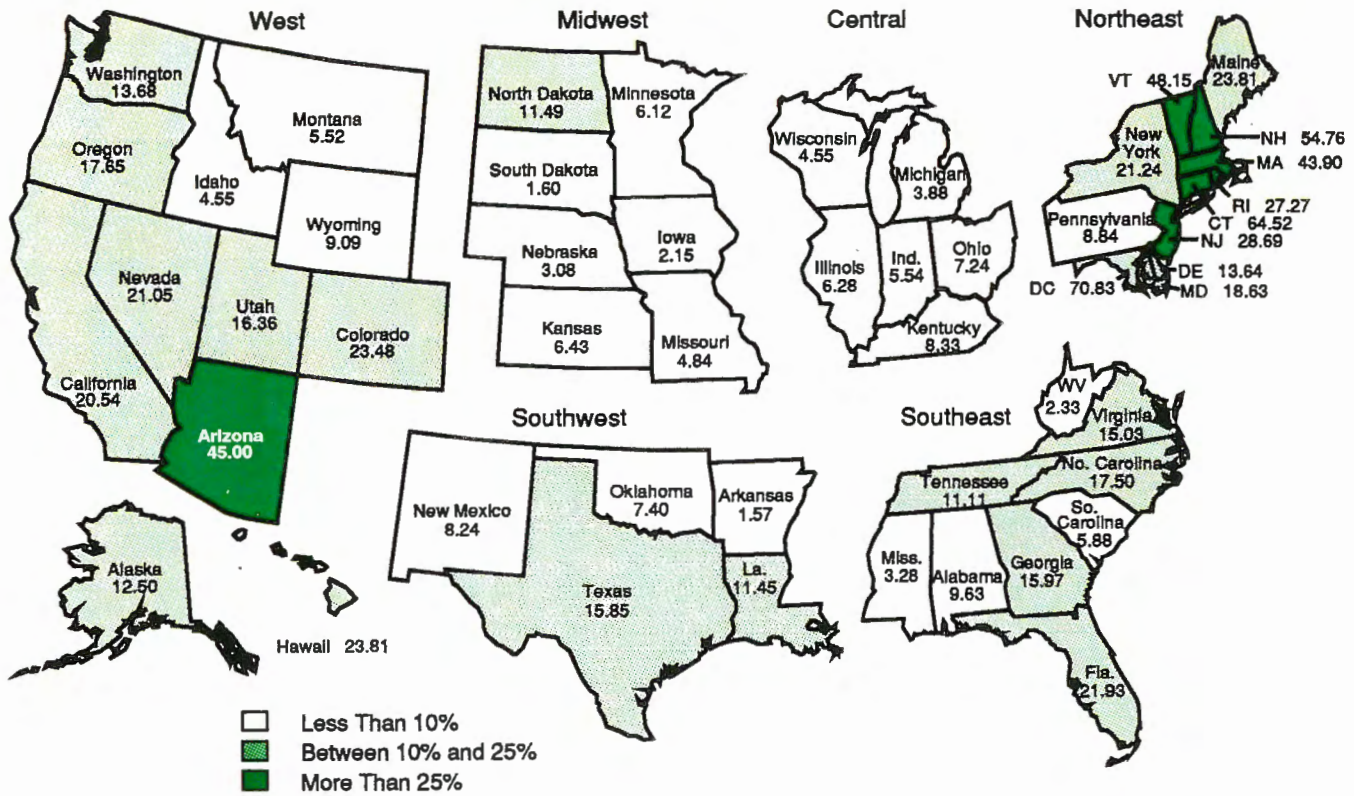 West
Washington
13.68
Oregon
17.65
Idaho
4.55
Montana
5.52
Wyoming
9.09
Nevada
21.05
Utah
16.36
Colorado
23.48
California
20.54
Arizona
45.00
Alaska
12.50
Hawaii 23.81
Midwest
North Dakota
11.49
Minnesota
6.12
South Dakota
1.60
Nebraska
3.08
Iowa
2.15
Kansas
6.43
Missouri
4.84
Central
Wisconsin
4.55
Michigan
3.88
Illinois
6.28
Ind.
5.54
Ohio
7.24
Kentucky
8.33
Northeast
Maine
23.81
VT 48.15
New
York
21.24
NH 54.76
MA 43.90
RI 27.27
CT 64.52
NJ 28.69
Pennsylvania
8.84
DE 13.64
MD 18.63
DC 70.83
Southwest
New Mexico
8.24
Oklahoma
7.40
Arkansas
1.57
Texas
15.85
La.
11.45
Southeast
WV
2.33
Virginia
15.03
No. Carolina
17.50
Tennessee
11.11
So.
Carolina
5.88
Miss.
3.28
Alabama
9.63
Georgia
15.97
Fla.
21.93
Less Than 10%
Between 10% and 25%
More Than 25%